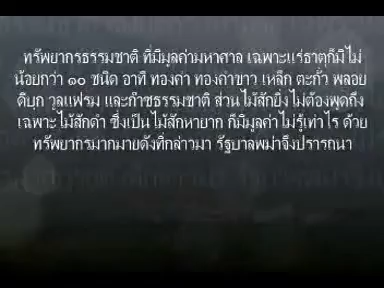 ทรัพยากรธรรมชาติ ที่มีมูลค่ามหาศาล เฉพาะแร่ธาตุก็มีไม่
น้อยกว่า ๑๐ ชนิด อาทิ ทองคำ ทองคำขาว เหล็ก ตะกั่ว พลอย
ดีบุก วุลแฟรม และก๊าซธรรมชาติ ส่วนไม้สักยิ่งไม่ต้องพูดถึง
เฉพาะไม้สักดำ ซึ่งเป็นไม้สักหายาก ก็มีมูลค่าไม่รู้เท่าไร ด้วย
ทรัพยากรมากมายดังที่กล่าวมา รัฐบาลพม่าจึงปรารถนา